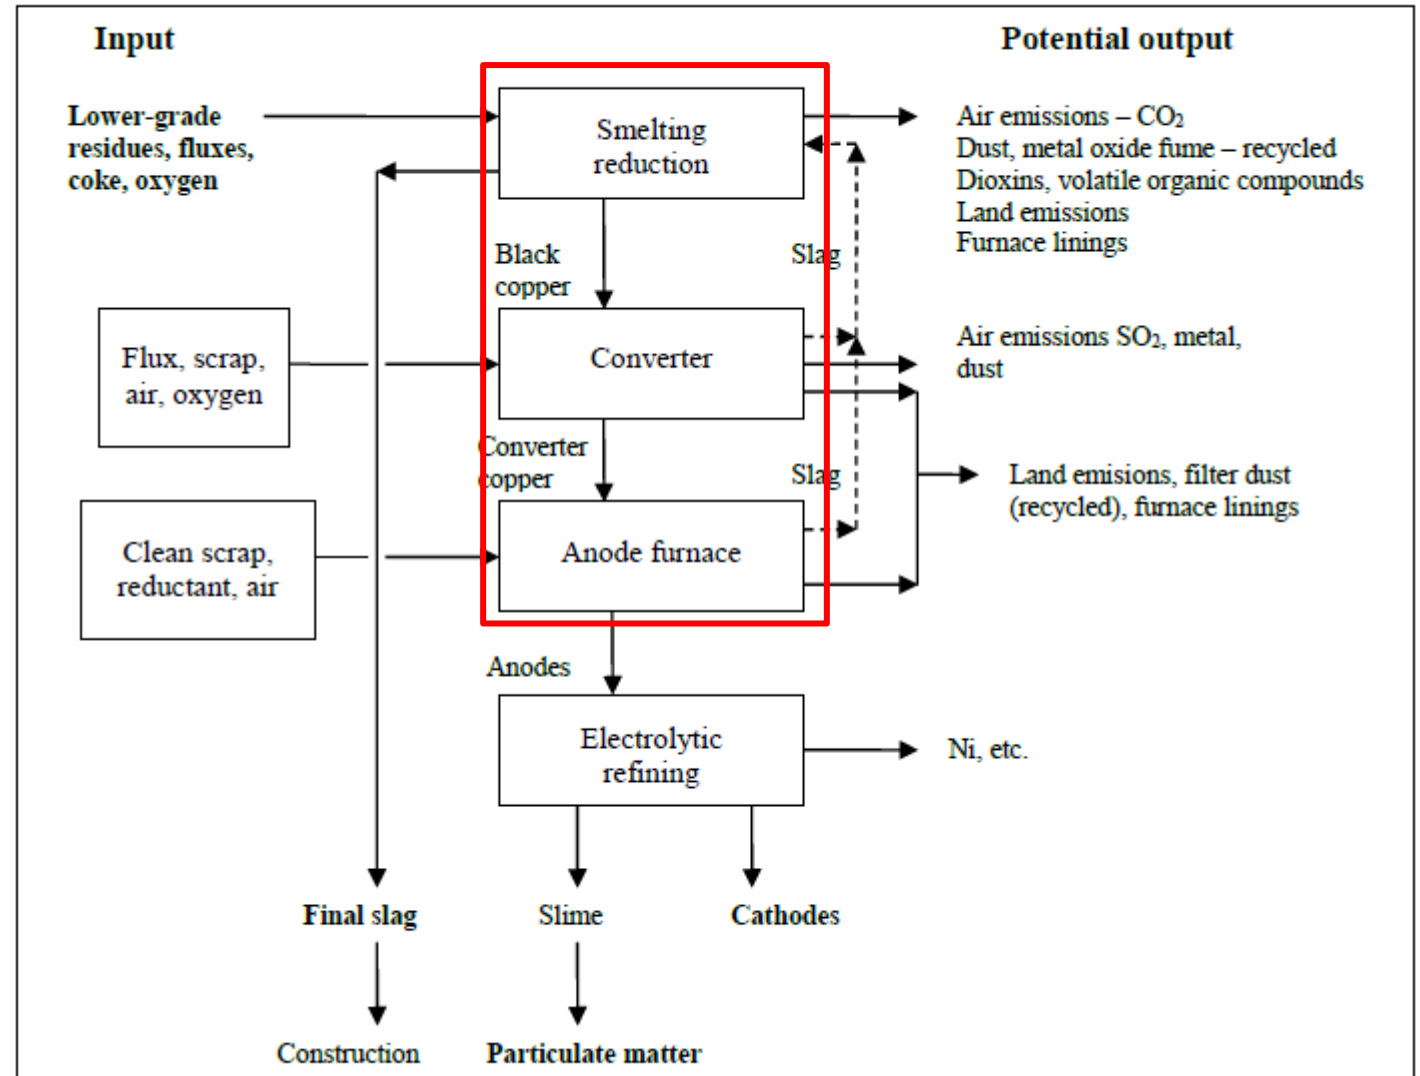 Input
Potential output
Lower-grade
residues, fluxes,
coke, oxygen
Smelting
reduction
Air emissions – CO₂
Dust, metal oxide fume – recycled
Dioxins, volatile organic compounds
Land emissions
Furnace linings
Black
copper
Slag
Flux, scrap,
air, oxygen
Converter
Air emissions SO₂, metal,
dust
Converter
copper
Slag
Land emisions, filter dust
(recycled), furnace linings
Clean scrap,
reductant, air
Anode furnace
Anodes
Electrolytic
refining
Ni, etc.
Final slag
Slime
Cathodes
Construction
Particulate matter